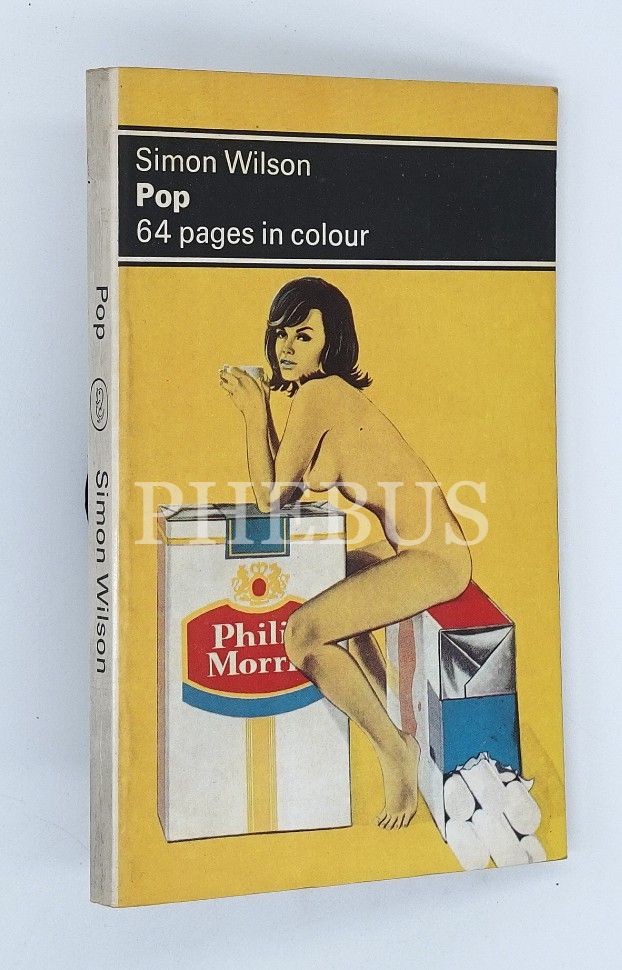 Simon Wilson
Pop
64 pages in colour
Pop
Simon Wilson
PHEBUS
Phili
Morri